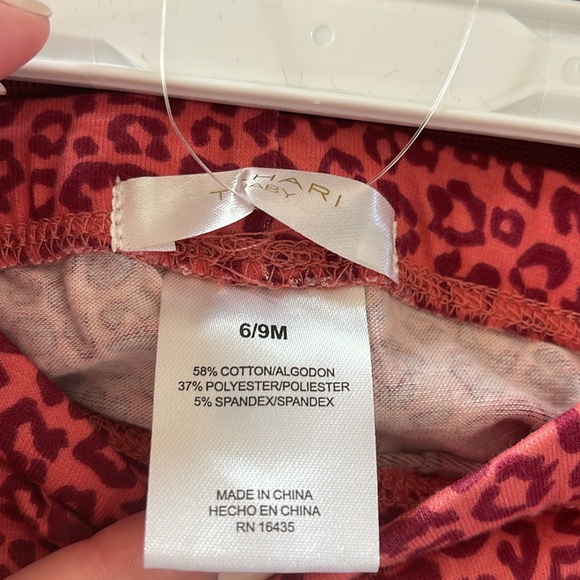 HARI
BABY
6/9M
58% COTTON/ALGODON
37% POLYESTER/POLIESTER
5% SPANDEX/SPANDEX
MADE IN CHINA
HECHO EN CHINA
RN 16435